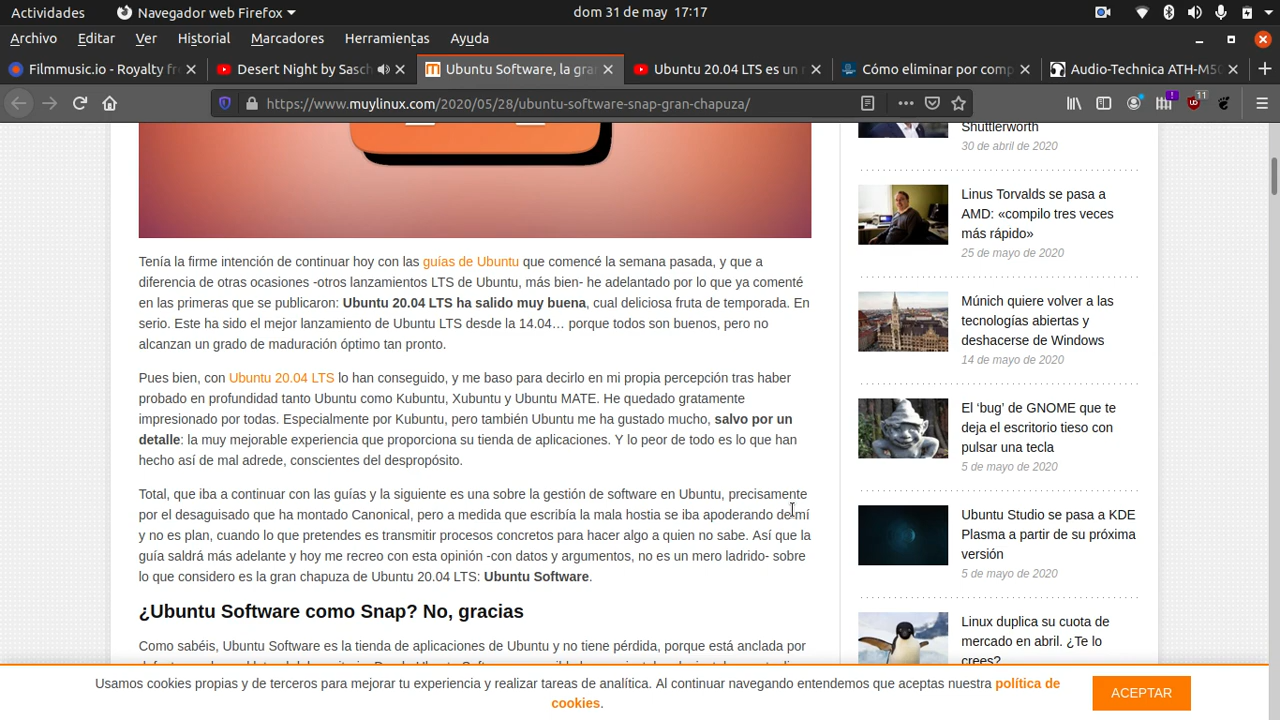 Actividades
Navegador web Firefox
dom 31 de may 17:17
Archivo Editar Ver Historial Marcadores Herramientas Ayuda
Filmmusic.io - Royalty fr
Desert Night by Sasch
Ubuntu Software, la gra
Ubuntu 20.04 LTS es un
Cómo eliminar por comp
Audio-Technica ATH-M50
https://www.muylinux.com/2020/05/28/ubuntu-software-snap-gran-chapuza/
11
Tenía la firme intención de retomar hoy con las guías de Ubuntu que comencé la semana pasada, y que a
diferencia de otras ocasiones -otros lanzamientos LTS de Ubuntu, más bien- he adelantado por lo que ya comenté
en las primeras que se publicaron: Ubuntu 20.04 LTS ha salido muy buena, cual deliciosa fruta de temporada. En
serio. Este ha sido el mejor lanzamiento de Ubuntu LTS desde la 14.04… porque todos son buenos, pero no
alcanzan un grado de maduración óptimo tan pronto.
Pues bien, con Ubuntu 20.04 LTS lo han conseguido, y me baso para decirlo en mi propia percepción tras haber
probado en profundidad tanto Ubuntu como Kubuntu, Xubuntu y Ubuntu MATE. He quedado gratamente
impresionado por todas. Especialmente por Kubuntu, pero también Ubuntu me ha gustado mucho, salvo por un
detalle: la muy mejorable experiencia que proporciona su tienda de aplicaciones. Y lo peor de todo es lo que han
hecho así de mal adrede, conscientes del despropósito.
Total, que iba a continuar con las guías y la siguiente es una sobre la gestión de software en Ubuntu, precisamente
por el desaguisado que ha montado Canonical, pero a medida que escribía la mala hostia se iba apoderando de mí
y no es plan, cuando lo que pretendes es transmitir procesos concretos para hacer algo a quien no sabe. Así que la
guía saldrá más adelante y hoy me recreo con esta opinión -con datos y argumentos, no es un mero ladrido- sobre
lo que considero es la gran chapuza de Ubuntu 20.04 LTS: Ubuntu Software.
¿Ubuntu Software como Snap? No, gracias
Como sabéis, Ubuntu Software es la tienda de aplicaciones de Ubuntu y no tiene pérdida, porque está anclada por
Shuttlerworth
30 de abril de 2020
Linus Torvalds se pasa a
AMD: «compilo tres veces
más rápido»
28 de mayo de 2020
Múnich quiere volver a las
tecnologías abiertas y
deshacerse de Windows
14 de mayo de 2020
El ‘bug’ de GNOME que te
deja el escritorio tieso con
pulsar una tecla
5 de mayo de 2020
Ubuntu Studio se pasa a KDE
Plasma a partir de su próxima
versión
5 de mayo de 2020
Linux duplica su cuota de
mercado en abril. ¿Te lo
crees?
Usamos cookies propias y de terceros para mejorar tu experiencia y realizar tareas de analítica. Al continuar navegando entendemos que aceptas nuestra política de
cookies.
ACEPTAR